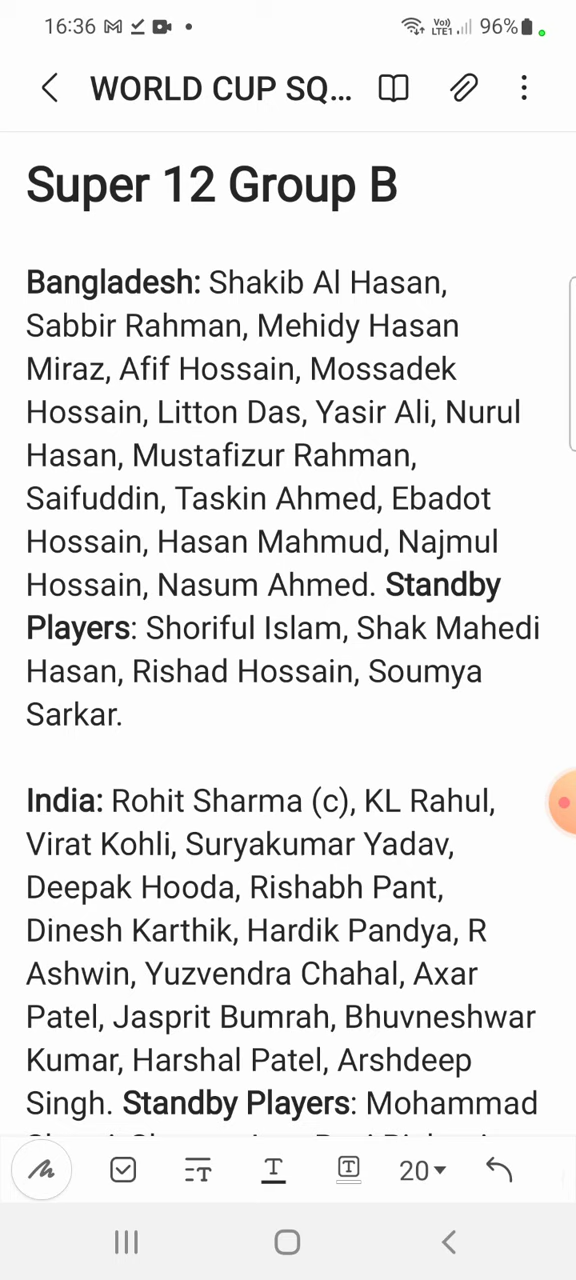 16:36
Vo))
LTE1
96%
WORLD CUP SQ...
Super 12 Group B
Bangladesh: Shakib Al Hasan,
Sabbir Rahman, Mehidy Hasan
Miraz, Afif Hossain, Mossadek
Hossain, Litton Das, Yasir Ali, Nurul
Hasan, Mustafizur Rahman,
Saifuddin, Taskin Ahmed, Ebadot
Hossain, Hasan Mahmud, Najmul
Hossain, Nasum Ahmed. Standby
Players: Shoriful Islam, Shak Mahedi
Hasan, Rishad Hossain, Soumya
Sarkar.
India: Rohit Sharma (c), KL Rahul,
Virat Kohli, Suryakumar Yadav,
Deepak Hooda, Rishabh Pant,
Dinesh Karthik, Hardik Pandya, R
Ashwin, Yuzvendra Chahal, Axar
Patel, Jasprit Bumrah, Bhuvneshwar
Kumar, Harshal Patel, Arshdeep
Singh. Standby Players: Mohammad
20